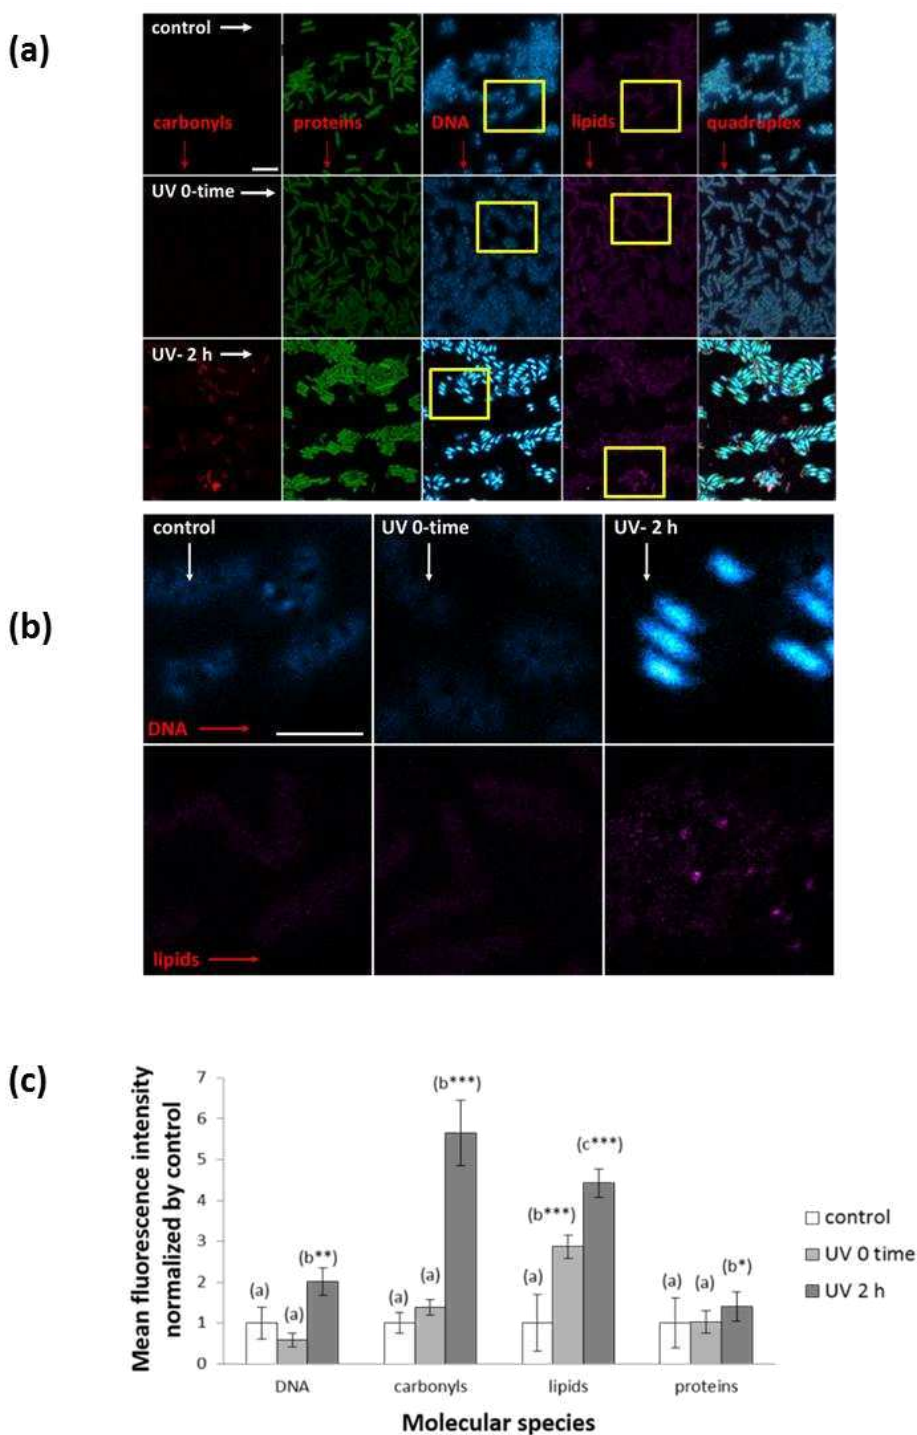 (a)
control
carbonyls
proteins
DNA
lipids
quadruplex
UV 0-time
UV- 2 h
(b)
control
UV 0-time
UV- 2 h
DNA
lipids
(c)
Mean fluorescence intensity
normalized by control
7
6
5
4
3
2
1
0
(a)
(a)
(b**)
(a)
(a)
(b***)
(a)
(b***)
(c***)
(a)
(a)
(b*)
DNA
carbonyls
lipids
proteins
Molecular species
control
UV 0 time
UV 2 h